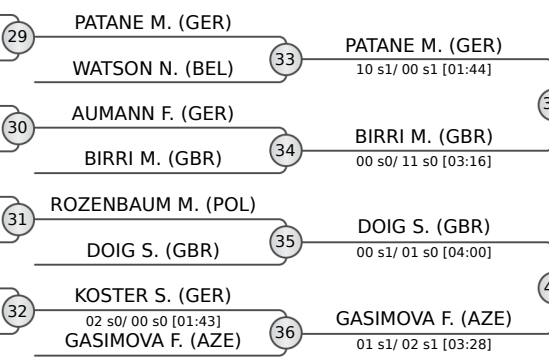 29
PATANE M. (GER)
WATSON N. (BEL)
33
PATANE M. (GER)
10 s1/ 00 s1 [01:44]
30
AUMANN F. (GER)
BIRRI M. (GBR)
34
BIRRI M. (GBR)
00 s0/ 11 s0 [03:16]
31
ROZENBAUM M. (POL)
DOIG S. (GBR)
35
DOIG S. (GBR)
00 s1/ 01 s0 [04:00]
32
KOSTER S. (GER)
02 s0/ 00 s0 [01:43]
GASIMOVA F. (AZE)
36
GASIMOVA F. (AZE)
01 s1/ 02 s1 [03:28]